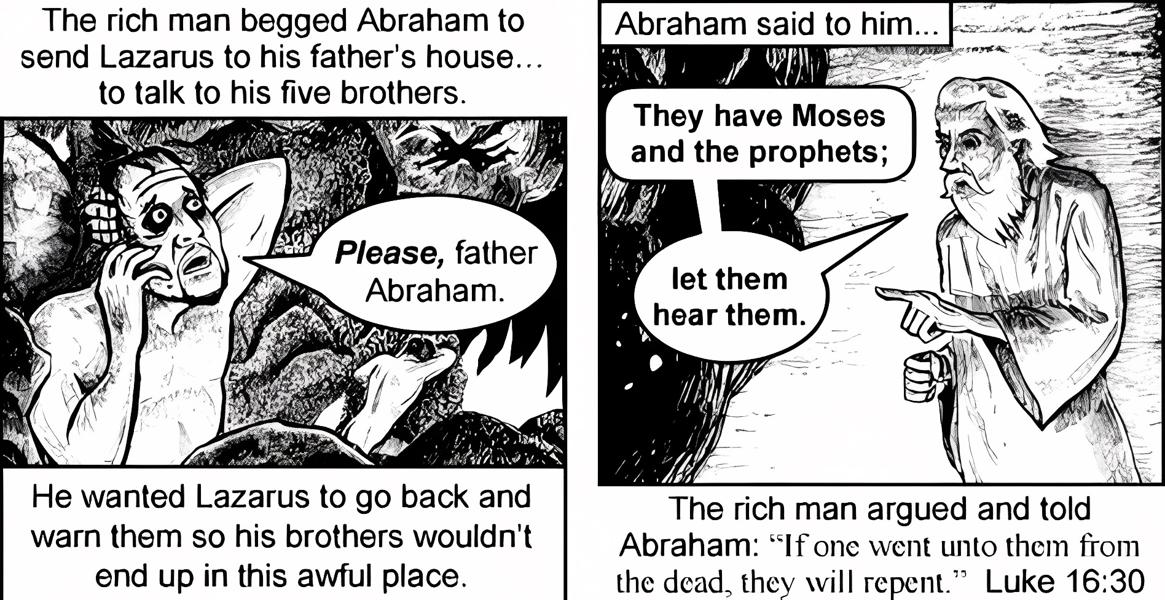 The rich man begged Abraham to
send Lazarus to his father's house...
to talk to his five brothers.
Please, father
Abraham.
He wanted Lazarus to go back and
warn them so his brothers wouldn't
end up in this awful place.
Abraham said to him...
They have Moses
and the prophets;
let them
hear them.
The rich man argued and told
Abraham: “If one went unto them from
the dead, they will repent.” Luke 16:30